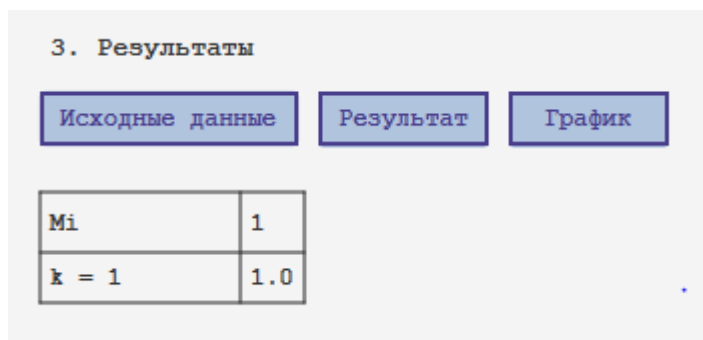 3. Результаты
Исходные данные Результат График
Mi 1
k = 1 1.0